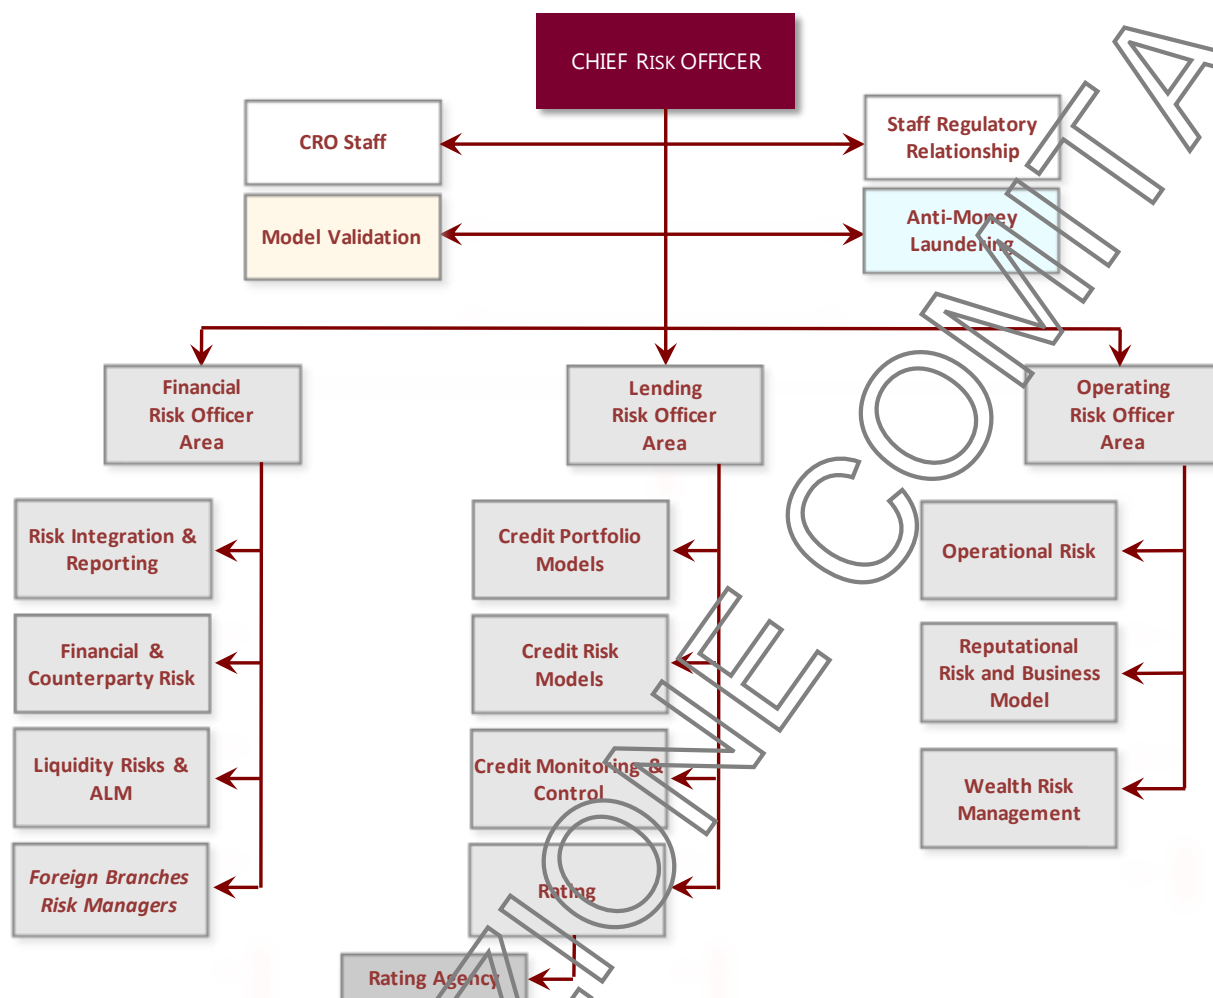 CHIEF RISK OFFICER
CRO Staff
Staff Regulatory
Relationship
Model Validation
Anti-Money
Laundering
Financial
Risk Officer
Area
Lending
Risk Officer
Area
Operating
Risk Officer
Area
Risk Integration &
Reporting
Financial &
Counterparty Risk
Liquidity Risks &
ALM
Foreign Branches
Risk Managers
Credit Portfolio
Models
Credit Risk
Models
Credit Monitoring &
Control
Rating
Rating Agency
Operational Risk
Reputational
Risk and Business
Model
Wealth Risk
Management
IONE COMITA